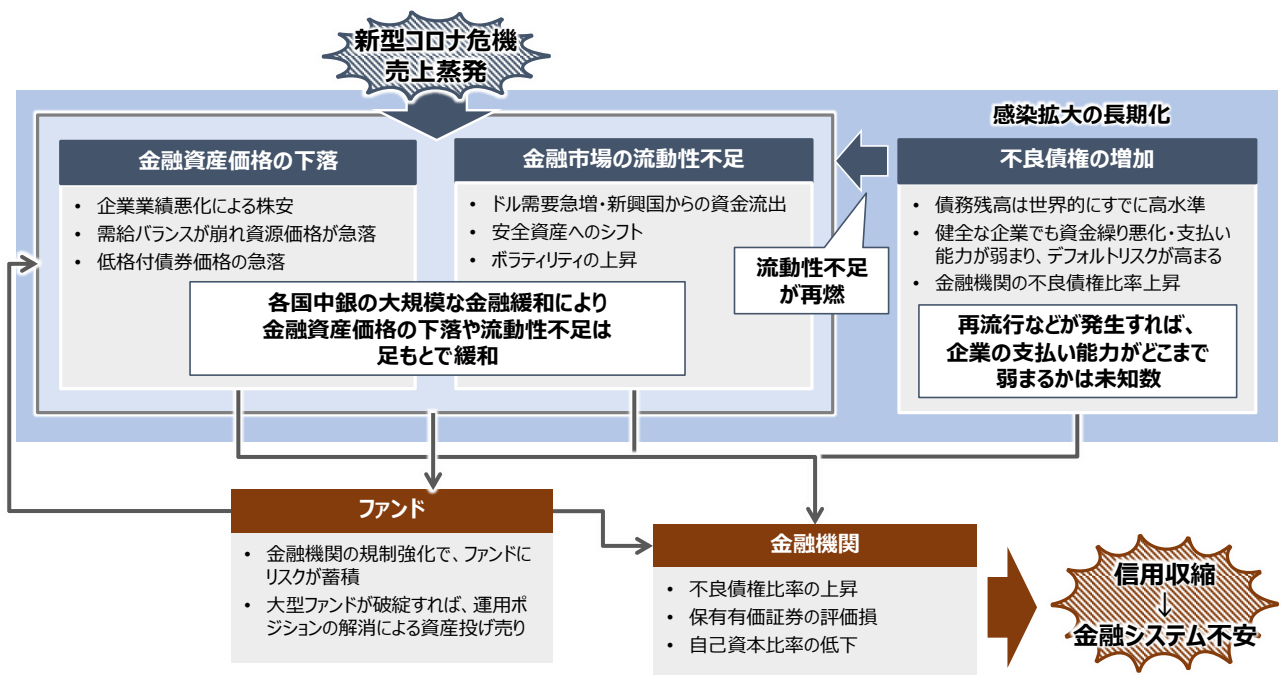 新型コロナ危機
売上蒸発
感染拡大の長期化
金融資産価格の下落
• 企業業績悪化による株安
• 需給バランスが崩れ資源価格が急落
• 低格付債券価格の急落
金融市場の流動性不足
• ドル需要急増・新興国からの資金流出
• 安全資産へのシフト
• ボラティリティの上昇
各国中銀の大規模な金融緩和により
金融資産価格の下落や流動性不足は
足もとで緩和
流動性不足
が再燃
不良債権の増加
• 債務残高は世界的にすでに高水準
• 健全な企業でも資金繰り悪化・支払い
能力が弱まり、デフォルトリスクが高まる
• 金融機関の不良債権比率上昇
再流行などが発生すれば、
企業の支払い能力がどこまで
弱まるかは未知数
ファンド
• 金融機関の規制強化で、ファンドに
リスクが蓄積
• 大型ファンドが破綻すれば、運用ポ
ジションの解消による資産投げ売り
金融機関
• 不良債権比率の上昇
• 保有有価証券の評価損
• 自己資本比率の低下
信用収縮
↓
金融システム不安